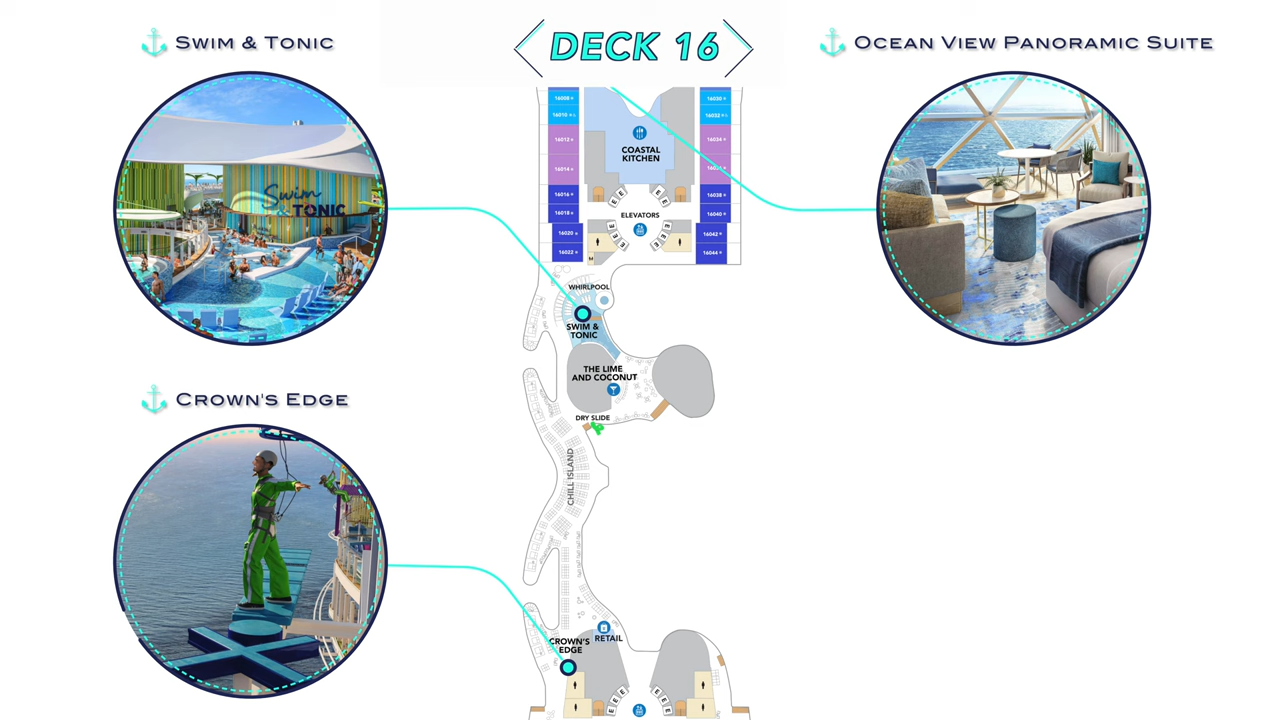 SWIM & TONIC
DECK 16
OCEAN VIEW PANORAMIC SUITE
Swim
& TONIC
16008
16010
16012
16014
16016
16018
16020
16022
16030
16032
16034
16038
16040
16042
16044
COASTAL
KITCHEN
ELEVATORS
E
E
E
E
E
E
E
E
E
E
M
WHIRLPOOL
SWIM &
TONIC
THE LIME
AND COCONUT
DRY SLIDE
CHILL ISLAND
CROWN'S EDGE
RETAIL
CROWN'S
EDGE
E
E
E
E
E
E